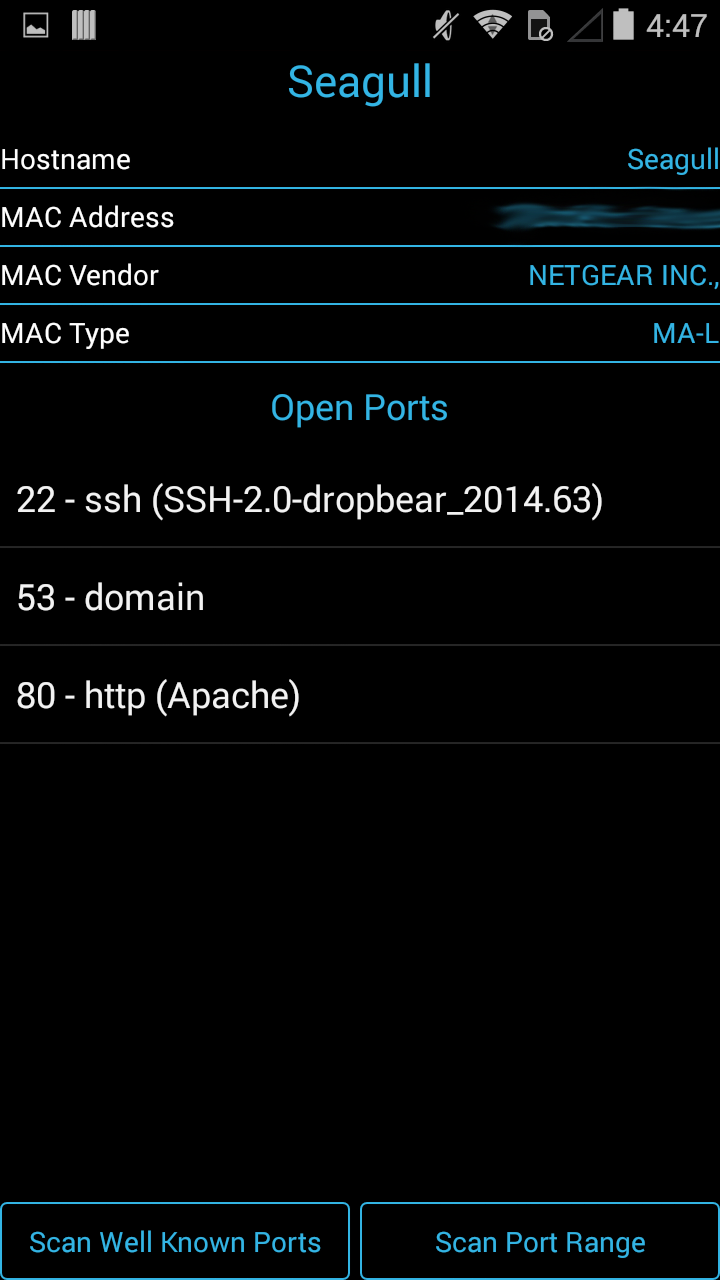 4:47
Seagull
Hostname Seagull
MAC Address
MAC Vendor NETGEAR INC.,
MAC Type MA-L
Open Ports
22 - ssh (SSH-2.0-dropbear_2014.63)
53 - domain
80 - http (Apache)
Scan Well Known Ports Scan Port Range